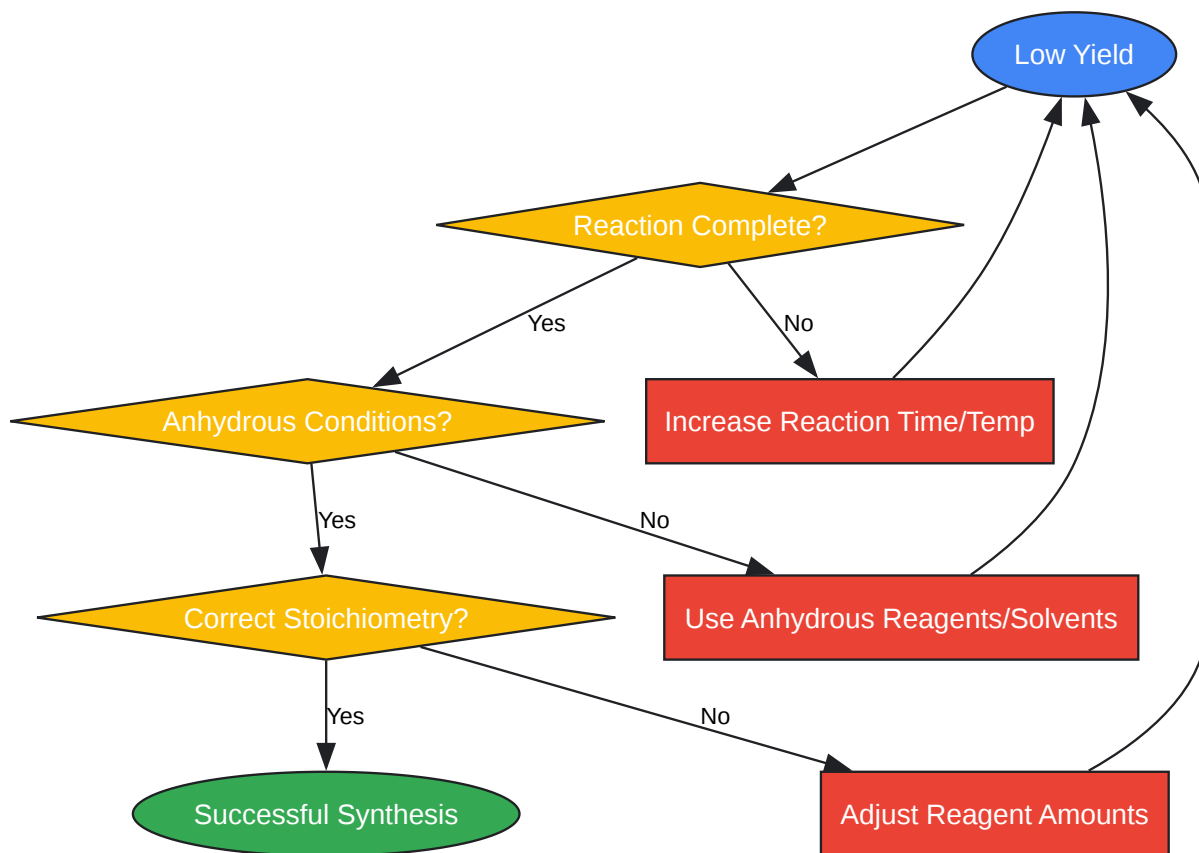 Low Yield
Reaction Complete?
Yes
No
Anhydrous Conditions?
Increase Reaction Time/Temp
Yes
No
Correct Stoichiometry?
Use Anhydrous Reagents/Solvents
Yes
No
Successful Synthesis
Adjust Reagent Amounts